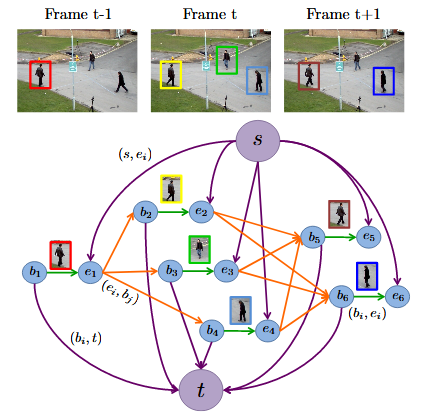 Frame t-1 Frame t Frame t+1
s
(s, e_i)
b_2 e_2
b_5 e_5
b_1 e_1 b_3 e_3
(e_i, b_j)
b_6 e_6
b_4 e_4 (b_i, e_i)
(b_i, t)
t